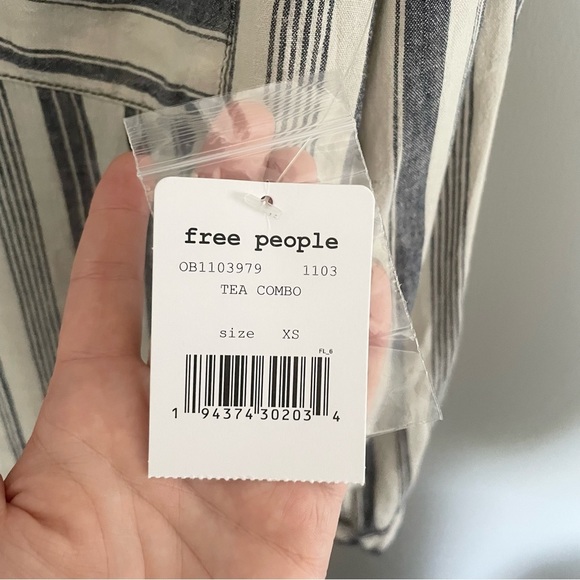 free people
OB1103979 1103
TEA COMBO
size XS
FL_6
1 94374 30203 4